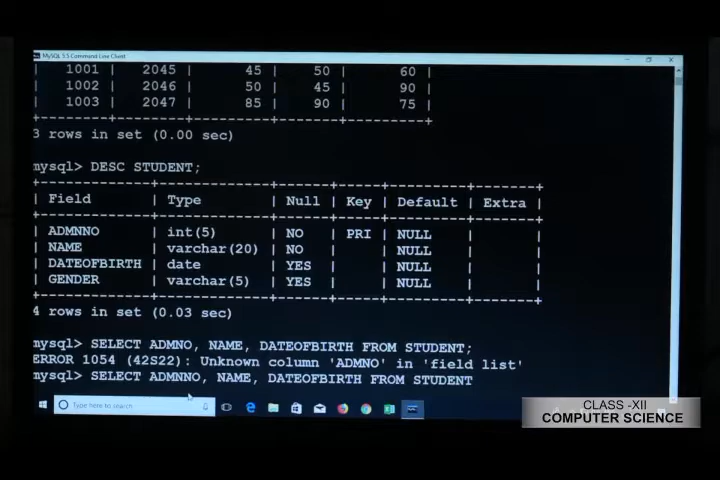 MySQL 5.5 Command Line Client
| 1001 | 2045 | 45 | 50 | 60 |
| 1002 | 2046 | 50 | 45 | 90 |
| 1003 | 2047 | 85 | 90 | 75 |
3 rows in set (0.00 sec)
mysql> DESC STUDENT;
| Field | Type | Null | Key | Default | Extra |
| ADMNNO | int(5) | NO | PRI | NULL | |
| NAME | varchar(20) | NO | | NULL | |
| DATEOFBIRTH | date | YES | | NULL | |
| GENDER | varchar(5) | YES | | NULL | |
4 rows in set (0.03 sec)
mysql> SELECT ADMNO, NAME, DATEOFBIRTH FROM STUDENT;
ERROR 1054 (42S22): Unknown column 'ADMNO' in 'field list'
mysql> SELECT ADMNNO, NAME, DATEOFBIRTH FROM STUDENT
Type here to search
CLASS -XII
COMPUTER SCIENCE